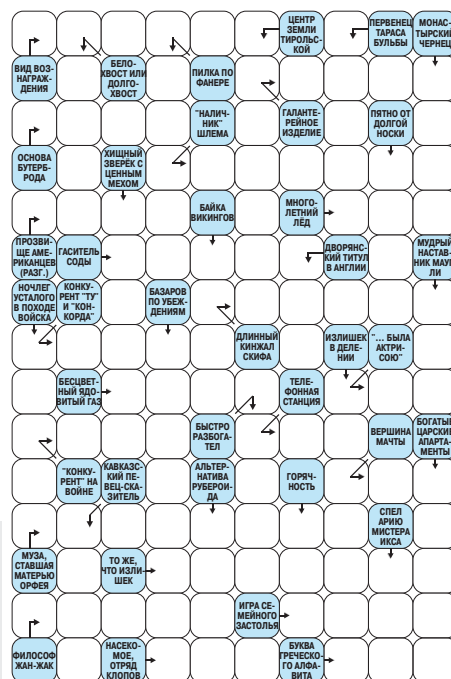 ЦЕНТР
ЗЕМЛИ
ТИРОЛЬС-
КОЙ
ПЕРВЕНЕЦ
ТАРАСА
БУЛЬБЫ
МОНАС-
ТЫРСКИЙ
ЧЕРНЕЦ
ВИД ВОЗ-
НАГРАЖ-
ДЕНИЯ
БЕЛО-
ХВОСТ ИЛИ
ДОЛГО-
ХВОСТ
ПИЛКА ПО
ФАНЕРЕ
"НАЛИЧ-
НИК"
ШЛЕМА
ГАЛАНТЕ-
РЕЙНОЕ
ИЗДЕЛИЕ
ПЯТНО ОТ
ДОЛГОЙ
НОСКИ
ОСНОВА
БУТЕРБ-
РОДА
ХИЩНЫЙ
ЗВЕРЁК С
ЦЕННЫМ
МЕХОМ
БАЙКА
ВИКИНГОВ
МНОГО-
ЛЕТНИЙ
ЛЁД
ПРОЗВИ-
ЩЕ АМЕ-
РИКАНЦЕВ
(РАЗГ.)
ГАСИТЕЛЬ
СОДЫ
ДВОРЯНС-
КИЙ ТИТУЛ
В АНГЛИИ
МУДРЫЙ
НАСТАВ-
НИК МАУГ
ЛИ
НОЧЛЕГ
УСТАЛОГО
В ПОХОДЕ
ВОЙСКА
КОНКУ-
РЕНТ "ТУ"
И "КОН-
КОРДА"
БАЗАРОВ
ПО УБЕЖ-
ДЕНИЯМ
ДЛИННЫЙ
КИНЖАЛ
СКИФА
ИЗЛИШЕК
В ДЕЛЕ-
НИИ
"... БЫЛА
АКТРИ-
СОЮ"
БЕСЦВЕТ-
НЫЙ ЯДО-
ВИТЫЙ ГАЗ
ТЕЛЕ-
ФОННАЯ
СТАНЦИЯ
БЫСТРО
РАЗБОГА-
ТЕЛ
ВЕРШИНА
МАЧТЫ
БОГАТЫЕ
ЦАРСКИЕ
АПАРТА-
МЕНТЫ
"КОНКУ-
РЕНТ" НА
ВОЙНЕ
КАВКАЗС-
КИЙ ПЕ-
ВЕЦ-СКА-
ЗИТЕЛЬ
АЛЬТЕР-
НАТИВА
РУБЕРОИ-
ДА
ГОРЯЧ-
НОСТЬ
СПЕЛ
АРИЮ
МИСТЕРА
ИКСА
МУЗА,
СТАВШАЯ
МАТЕРЬЮ
ОРФЕЯ
ТО ЖЕ,
ЧТО ИЗЛИ-
ШЕК
ИГРА СЕ-
МЕЙНОГО
ЗАСТОЛЬЯ
ФИЛОСОФ
ЖАН-ЖАК
НАСЕКО-
МОЕ,
ОТРЯД
КЛОПОВ
БУКВА
ГРЕЧЕСКО-
ГО АЛФА-
ВИТА